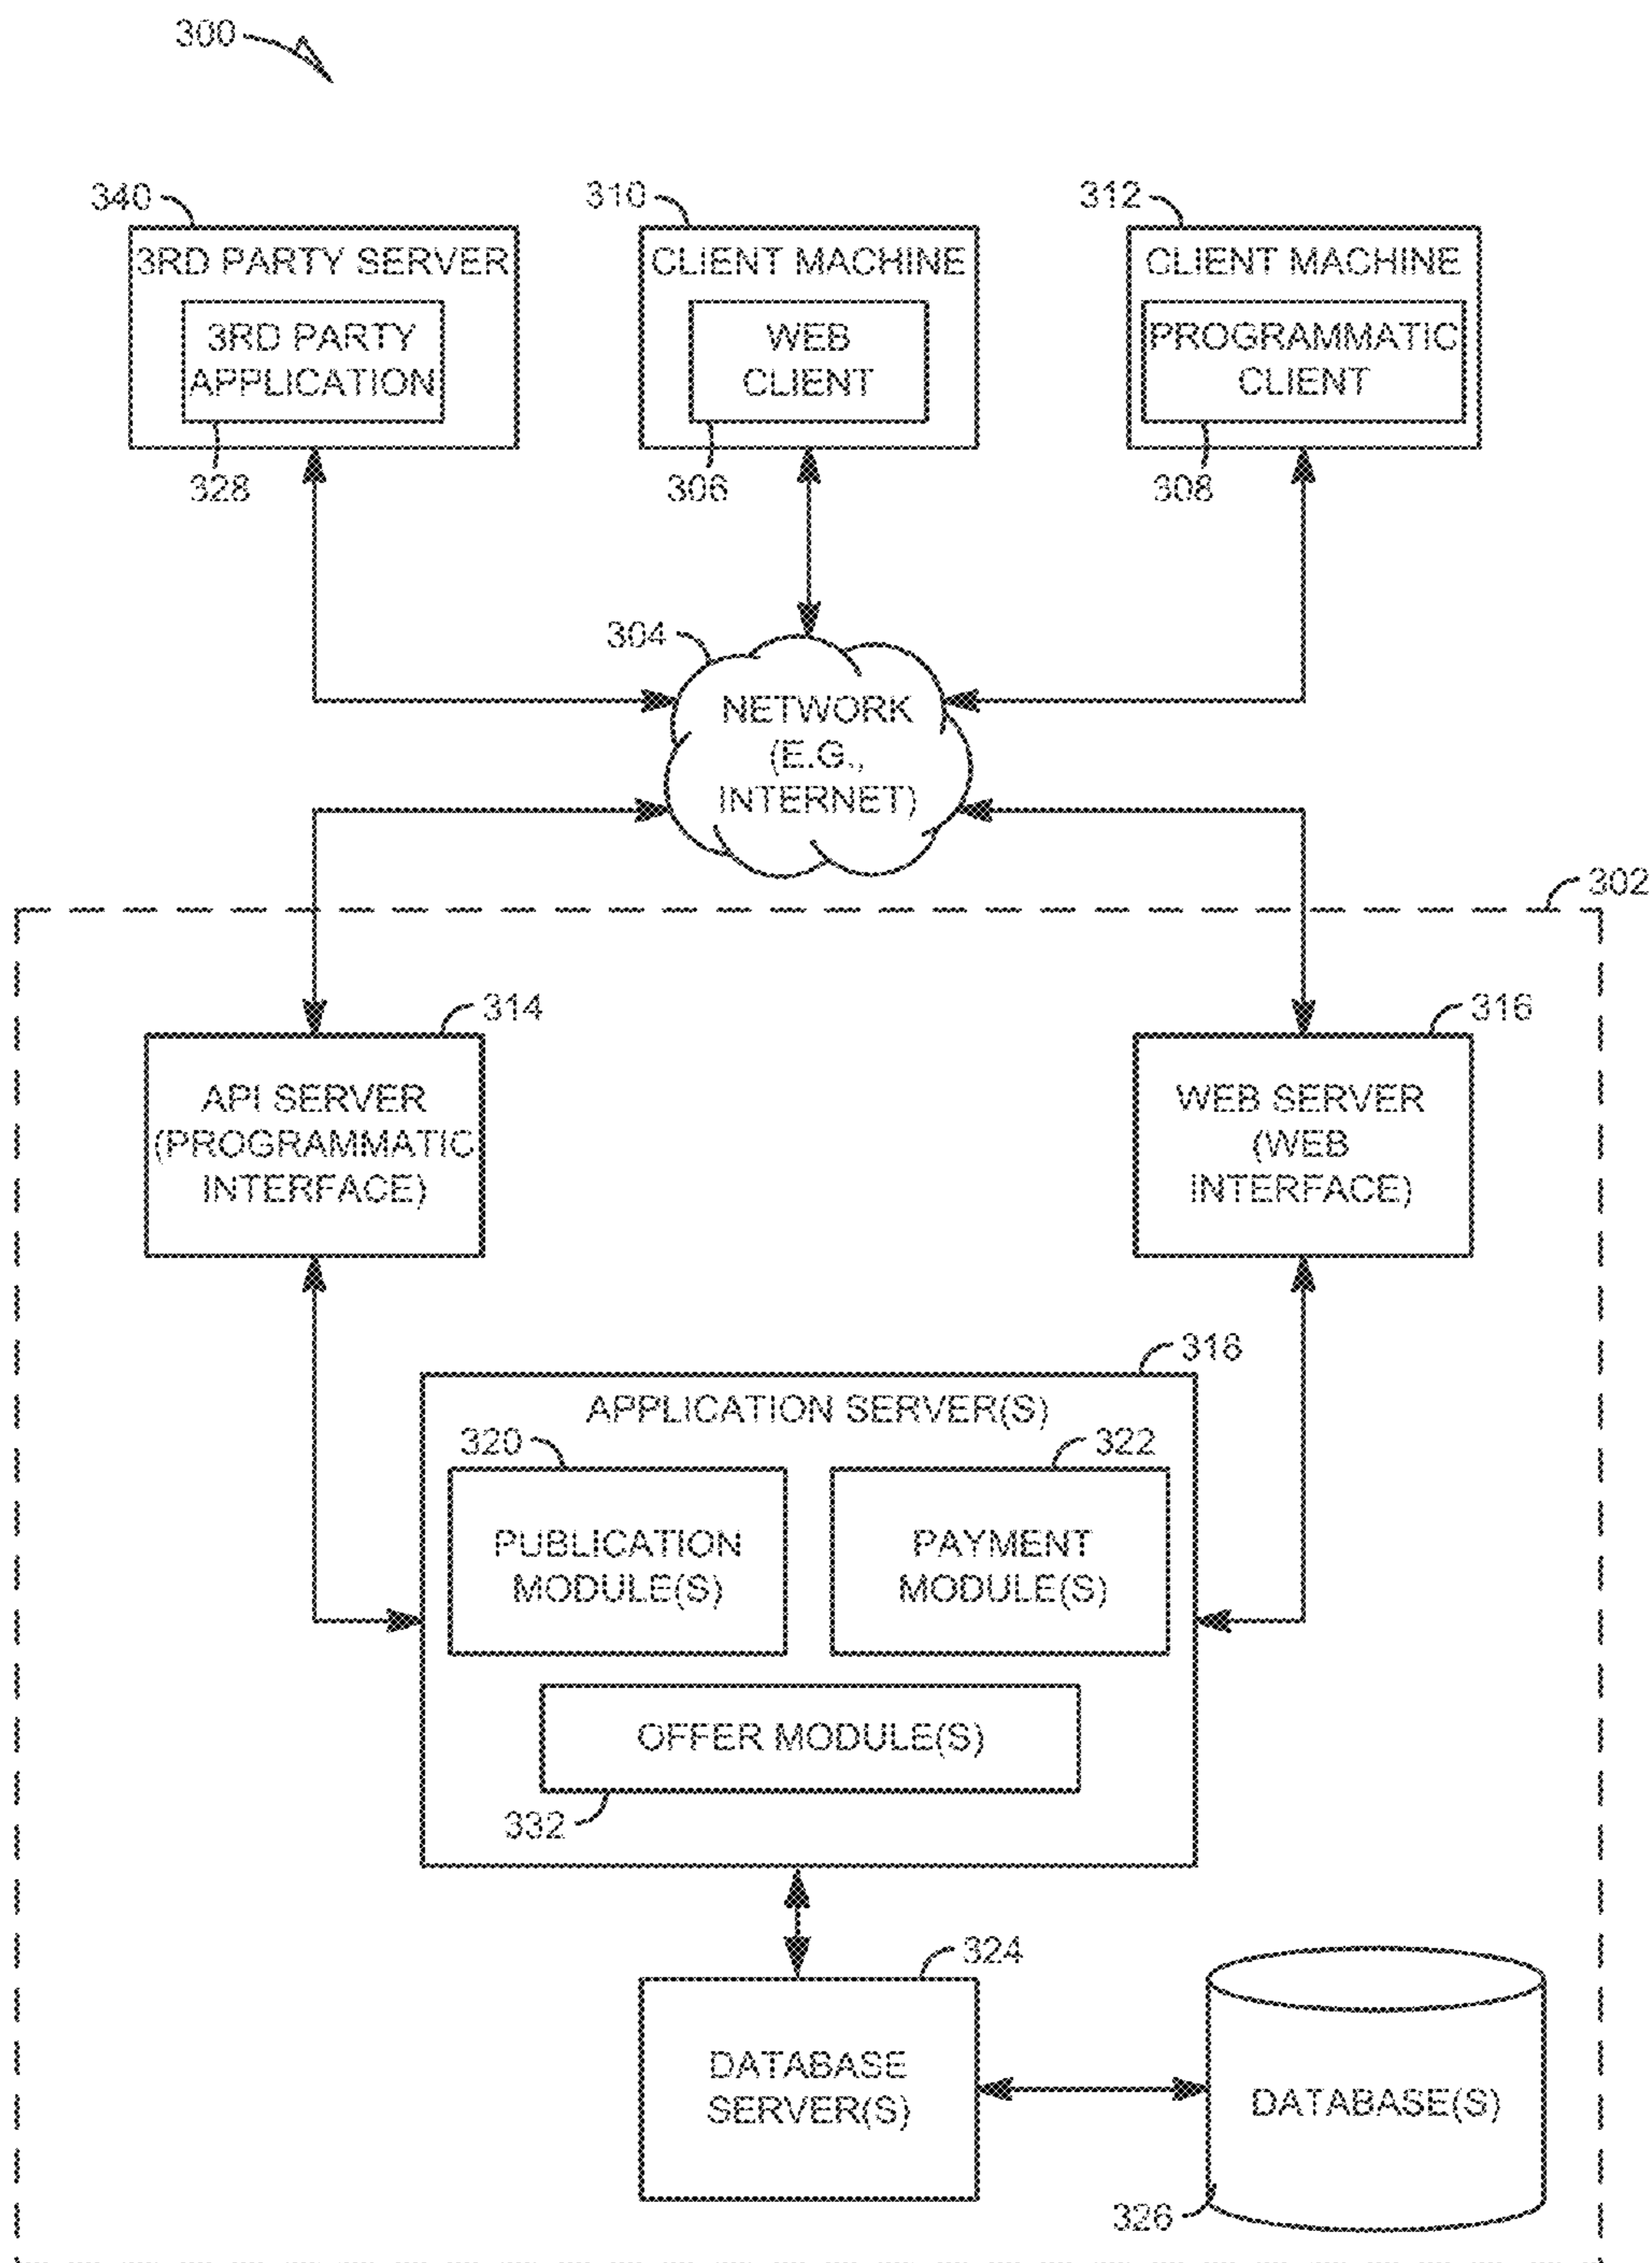 300
340
310
312
3RD PARTY SERVER
CLIENT MACHINE
CLIENT MACHINE
3RD PARTY
APPLICATION
WEB
CLIENT
PROGRAMMATIC
CLIENT
328
306
308
304
NETWORK
(E.G.,
INTERNET)
302
314
316
API SERVER
(PROGRAMMATIC
INTERFACE)
WEB SERVER
(WEB
INTERFACE)
318
APPLICATION SERVER(S)
320
322
PUBLICATION
MODULE(S)
PAYMENT
MODULE(S)
OFFER MODULE(S)
332
324
DATABASE
SERVER(S)
DATABASE(S)
326